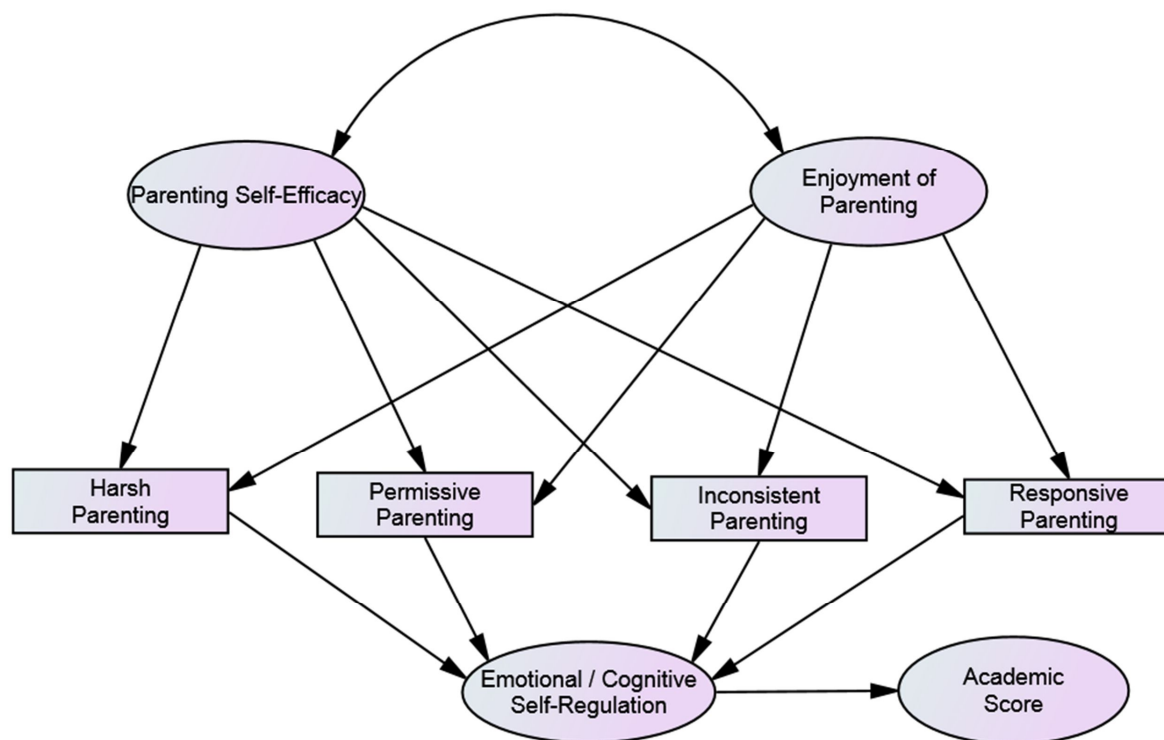 Parenting Self-Efficacy
Enjoyment of
Parenting
Harsh
Parenting
Permissive
Parenting
Inconsistent
Parenting
Responsive
Parenting
Emotional / Cognitive
Self-Regulation
Academic
Score